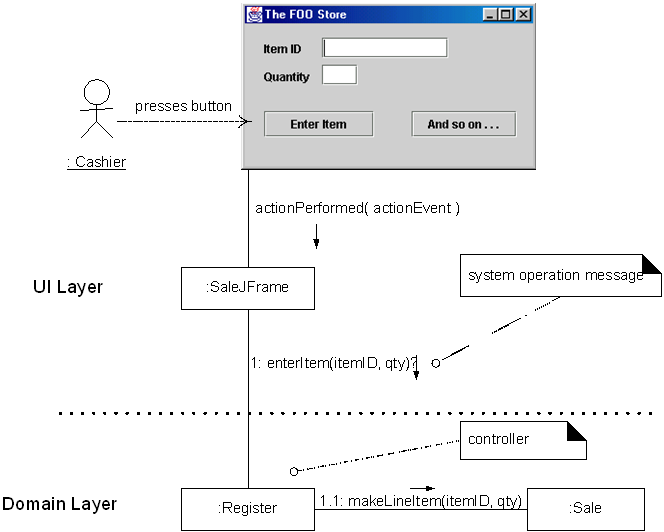 The FOO Store
Item ID
Quantity
presses button
Enter Item
And so on . . .
: Cashier
actionPerformed( actionEvent )
UI Layer
:SaleJFrame
system operation message
1: enterItem(itemID, qty)?
controller
Domain Layer
:Register
1.1: makeLineItem(itemID, qty)
:Sale